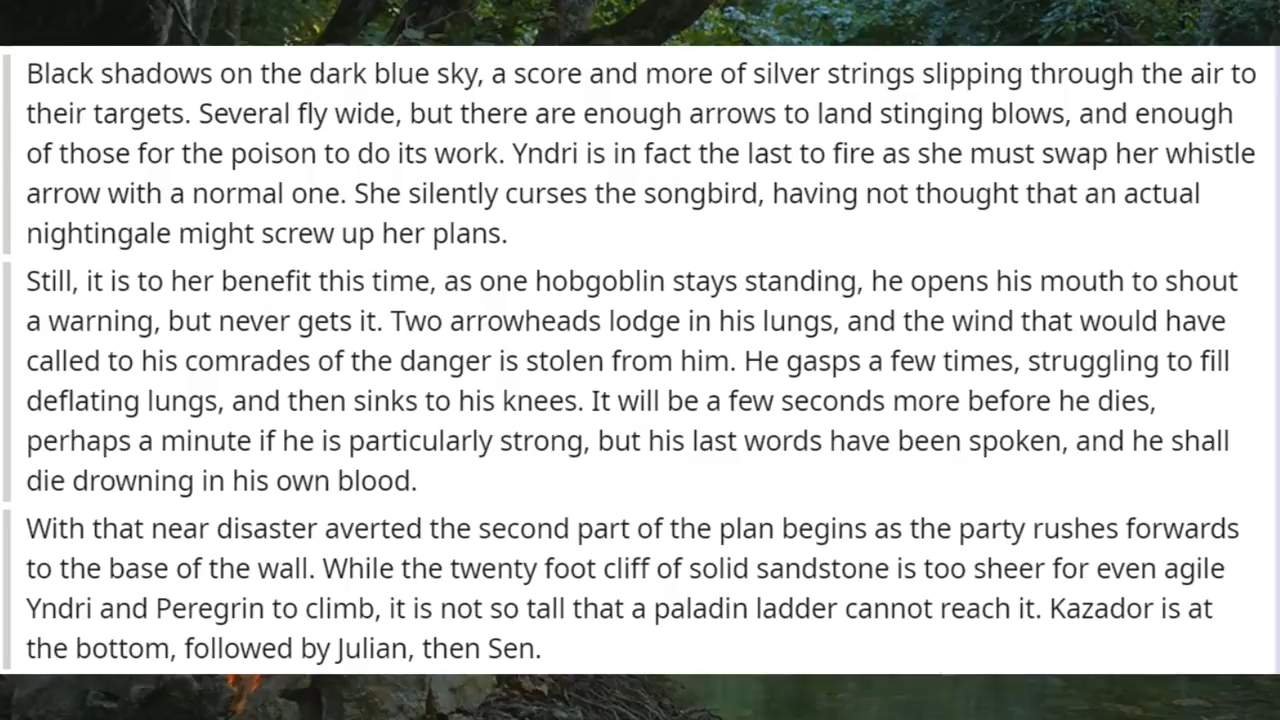 Black shadows on the dark blue sky, a score and more of silver strings slipping through the air to
their targets. Several fly wide, but there are enough arrows to land stinging blows, and enough
of those for the poison to do its work. Yndri is in fact the last to fire as she must swap her whistle
arrow with a normal one. She silently curses the songbird, having not thought that an actual
nightingale might screw up her plans.
Still, it is to her benefit this time, as one hobgoblin stays standing, he opens his mouth to shout
a warning, but never gets it. Two arrowheads lodge in his lungs, and the wind that would have
called to his comrades of the danger is stolen from him. He gasps a few times, struggling to fill
deflating lungs, and then sinks to his knees. It will be a few seconds more before he dies,
perhaps a minute if he is particularly strong, but his last words have been spoken, and he shall
die drowning in his own blood.
With that near disaster averted the second part of the plan begins as the party rushes forwards
to the base of the wall. While the twenty foot cliff of solid sandstone is too sheer for even agile
Yndri and Peregrin to climb, it is not so tall that a paladin ladder cannot reach it. Kazador is at
the bottom, followed by Julian, then Sen.